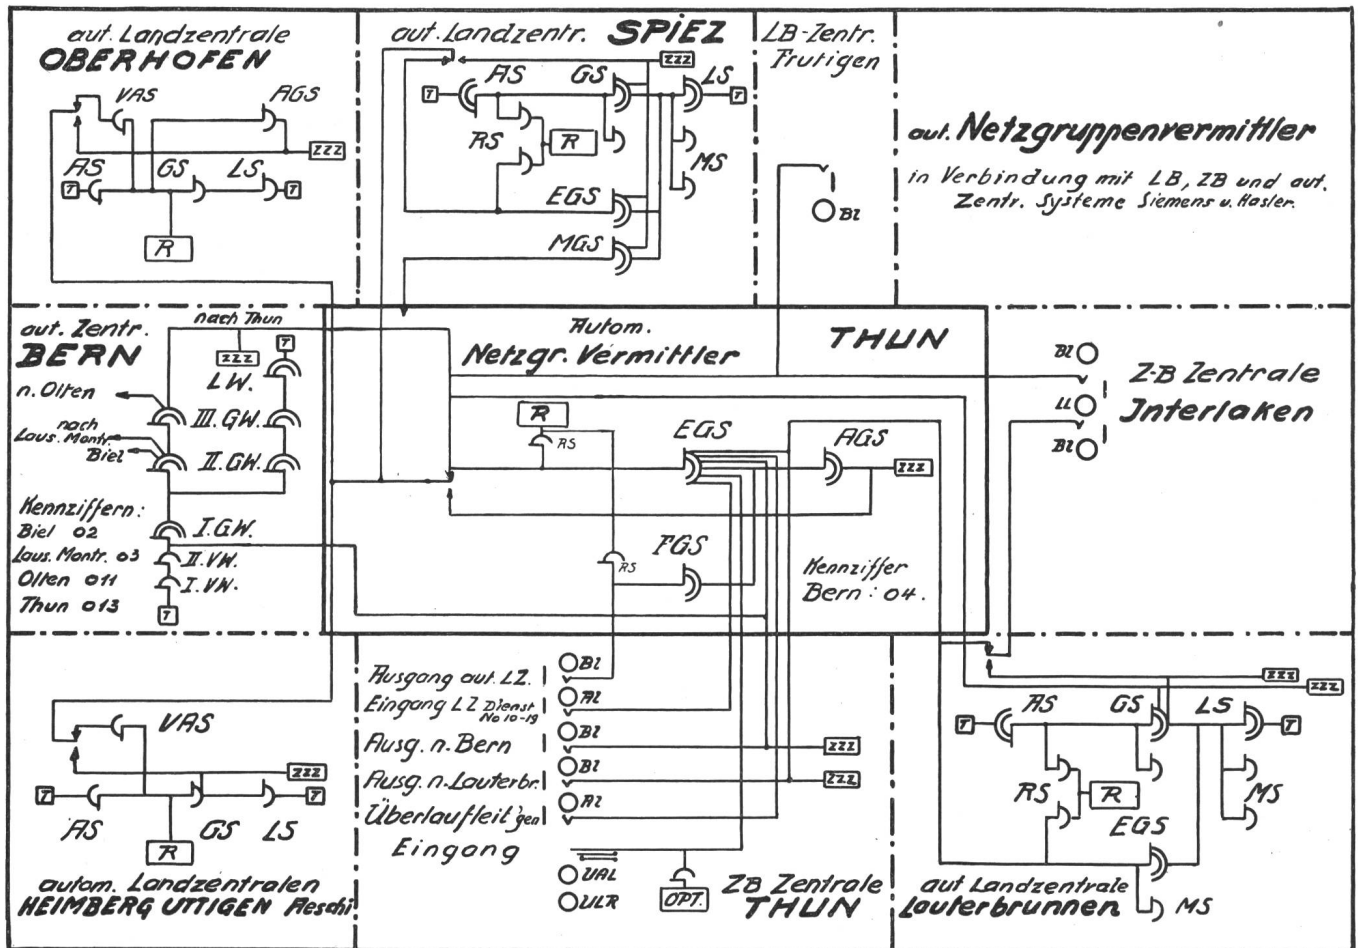 aut. Landzentrale
OBERHOFEN
VAS
AGS
ZZZ
AS
GS
LS
T
T
R
aut. Landzentr. SPiEZ
ZZZ
AS
GS
LS
T
T
RS
R
MS
EGS
MGS
LB-Zentr.
Frutigen
Bl
aut. Netzgruppenvermittler
in Verbindung mit LB, ZB und aut.
Zentr. Systeme Siemens u. Hasler.
aut. Zentr.
BERN
nach Thun
ZZZ
T
LW.
n. Olten
III. GW.
nach
Laus. Montr.
Biel
II. GW.
Kennziffern:
Biel 02
Laus. Montr. 03
Olten 011
Thun 013
I. GW.
II. VW.
I. VW.
T
Autom.
Netzgr. Vermittler
THUN
R
RS
EGS
AGS
ZZZ
FGS
RS
Kennziffer
Bern: 04.
Bl
LL
Bl
Z-B Zentrale
Jnterlaken
VAS
ZZZ
T
T
AS
GS
LS
R
autom. Landzentralen
HEIMBERG UTTIGEN Aeschi
Ausgang aut. LZ. Bl
Eingang LZ Dienst No 10-19 Al
Ausg. n. Bern Bl
ZZZ
Ausg. n. Lauterbr. Bl
ZZZ
Überlaufleit'gen Al
Eingang
UAL
ULR
OPT.
ZB Zentrale
THUN
ZZZ
ZZZ
AS
GS
LS
T
T
RS
R
MS
EGS
MS
aut. Landzentrale
Lauterbrunnen